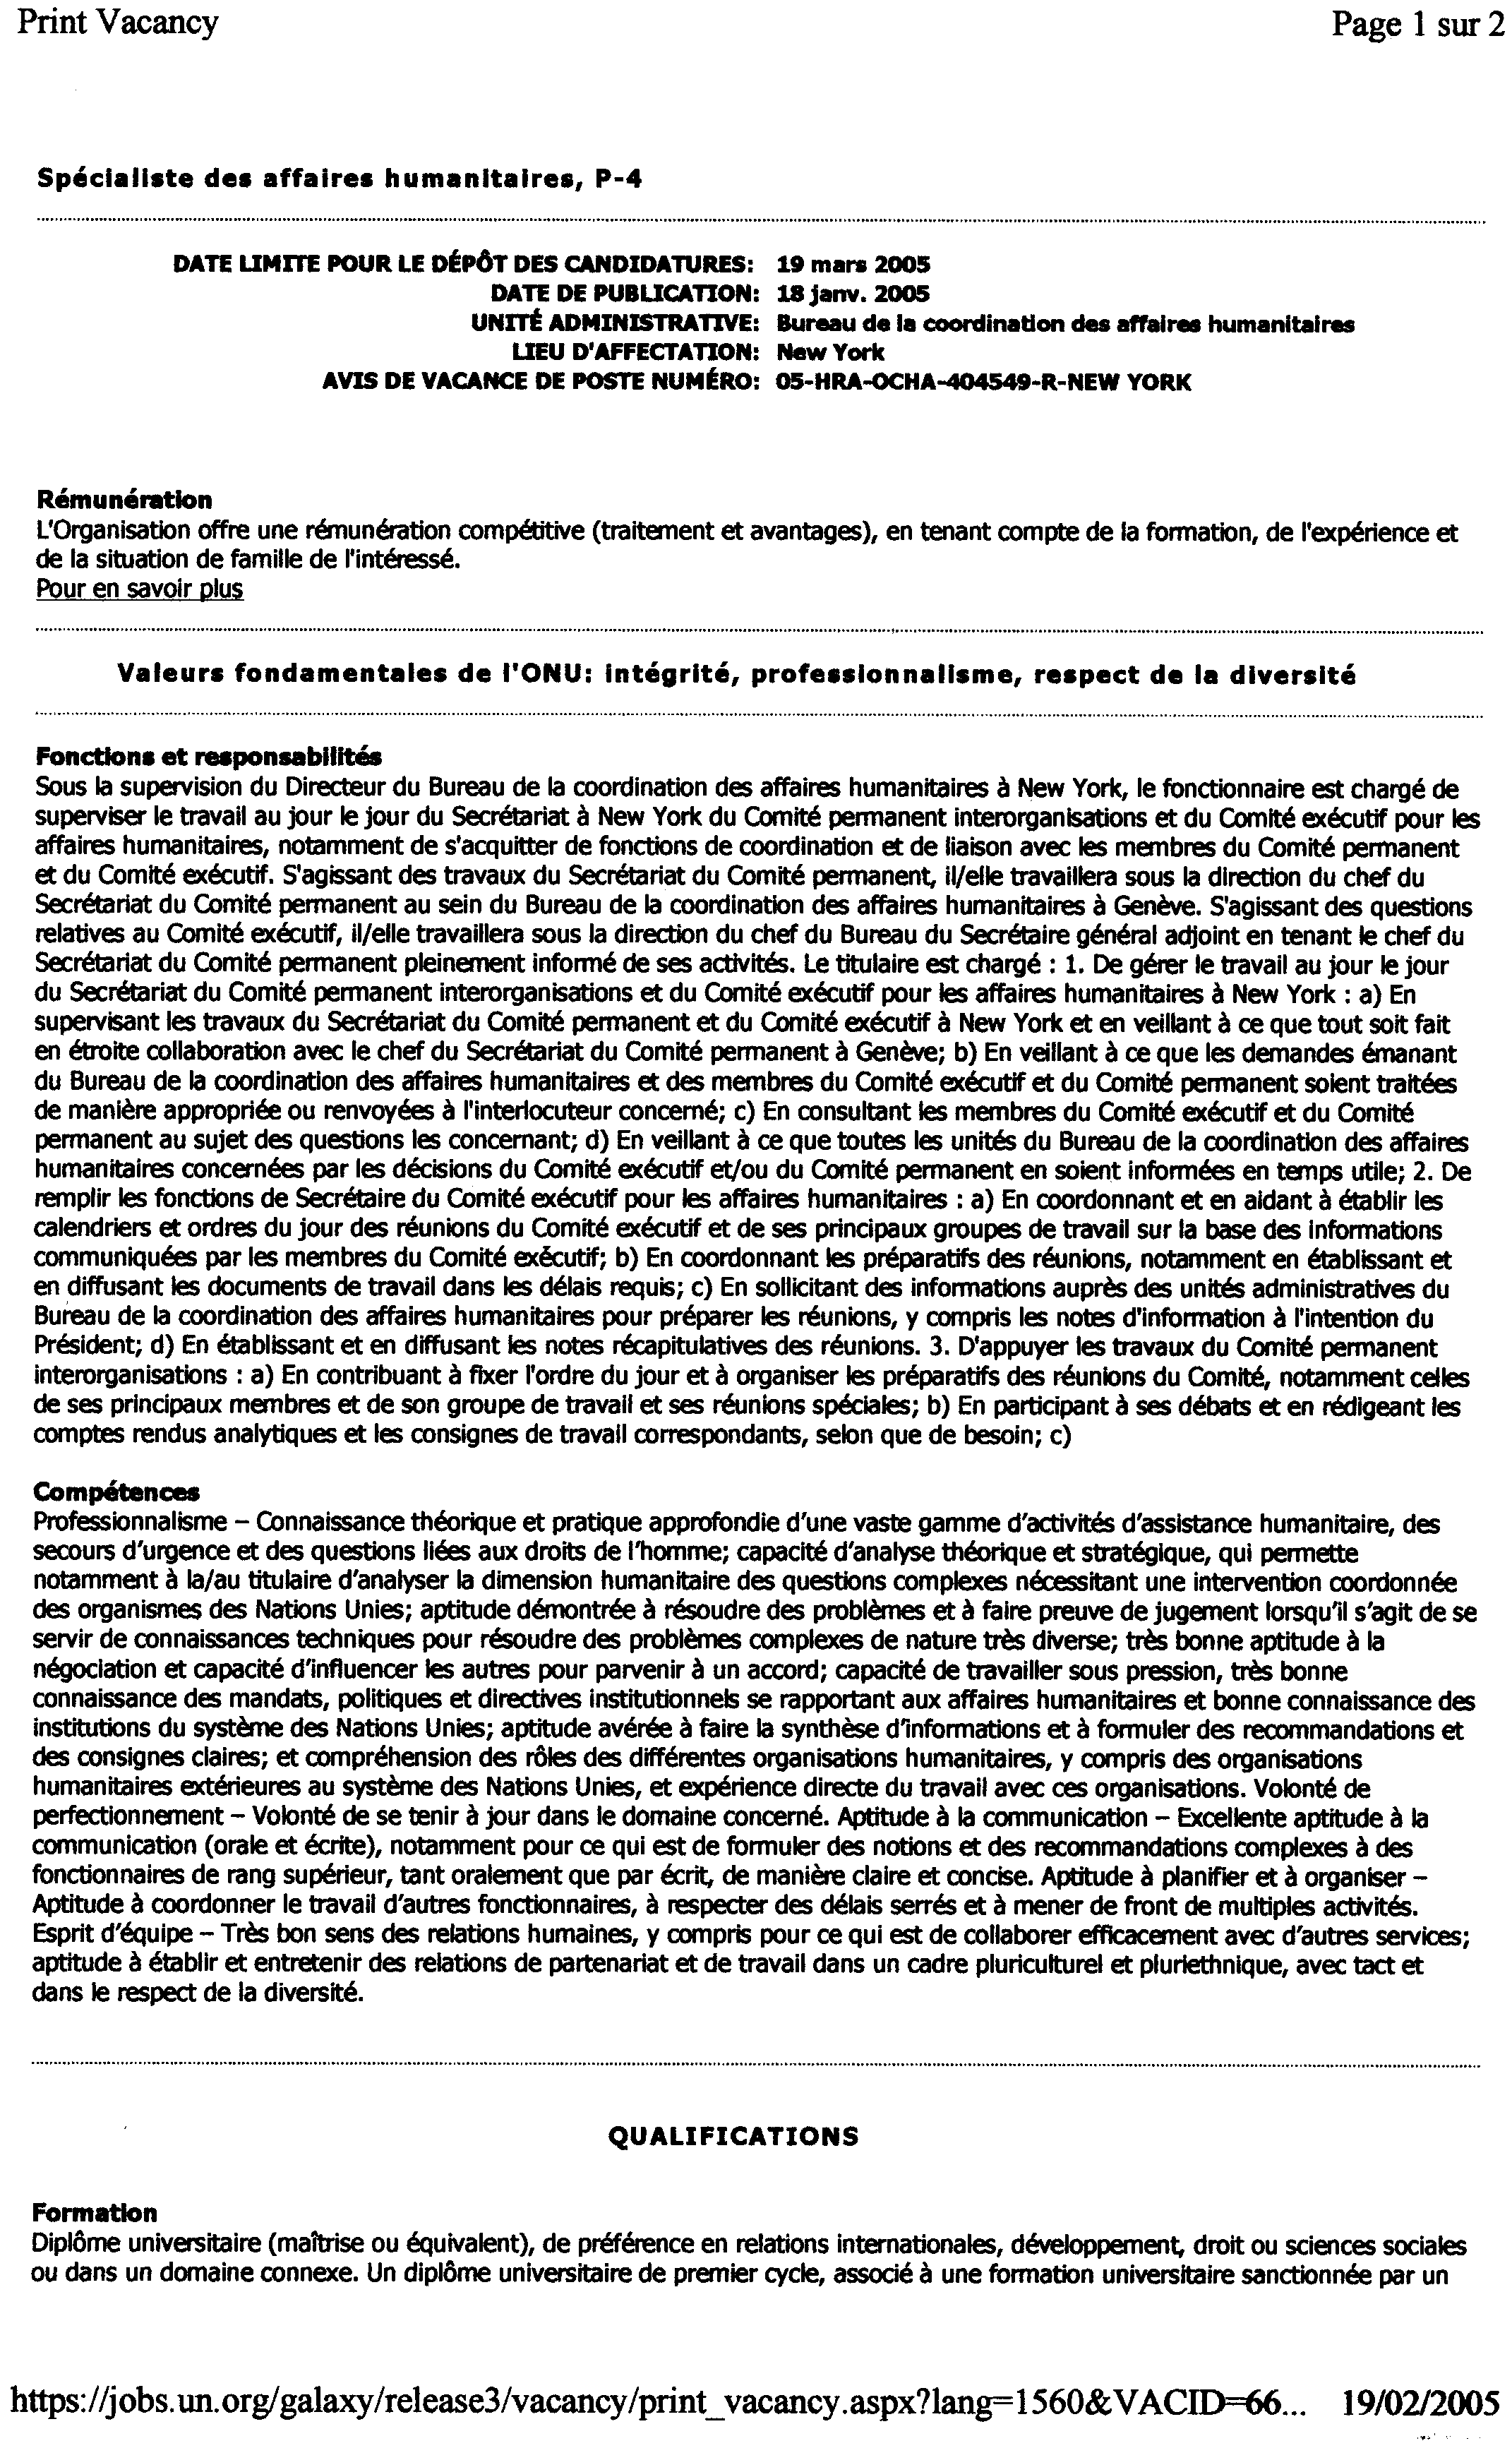 Print Vacancy
Page 1 sur 2
Spécialiste des affaires humanitaires, P-4
DATE LIMITE POUR LE DÉPÔT DES CANDIDATURES: 19 mars 2005
DATE DE PUBLICATION: 18 janv. 2005
UNITÉ ADMINISTRATIVE: Bureau de la coordination des affaires humanitaires
LIEU D'AFFECTATION: New York
AVIS DE VACANCE DE POSTE NUMÉRO: 05-HRA-OCHA-404549-R-NEW YORK
Rémunération
L'Organisation offre une rémunération compétitive (traitement et avantages), en tenant compte de la formation, de l'expérience et
de la situation de famille de l'intéressé.
Pour en savoir plus
Valeurs fondamentales de l'ONU: intégrité, professionnalisme, respect de la diversité
Fonctions et responsabilités
Sous la supervision du Directeur du Bureau de la coordination des affaires humanitaires à New York, le fonctionnaire est chargé de
superviser le travail au jour le jour du Secrétariat à New York du Comité permanent interorganisations et du Comité exécutif pour les
affaires humanitaires, notamment de s'acquitter de fonctions de coordination et de liaison avec les membres du Comité permanent
et du Comité exécutif. S'agissant des travaux du Secrétariat du Comité permanent, il/elle travaillera sous la direction du chef du
Secrétariat du Comité permanent au sein du Bureau de la coordination des affaires humanitaires à Genève. S'agissant des questions
relatives au Comité exécutif, il/elle travaillera sous la direction du chef du Bureau du Secrétaire général adjoint en tenant le chef du
Secrétariat du Comité permanent pleinement informé de ses activités. Le titulaire est chargé : 1. De gérer le travail au jour le jour
du Secrétariat du Comité permanent interorganisations et du Comité exécutif pour les affaires humanitaires à New York : a) En
supervisant les travaux du Secrétariat du Comité permanent et du Comité exécutif à New York et en veillant à ce que tout soit fait
en étroite collaboration avec le chef du Secrétariat du Comité permanent à Genève; b) En veillant à ce que les demandes émanant
du Bureau de la coordination des affaires humanitaires et des membres du Comité exécutif et du Comité permanent soient traitées
de manière appropriée ou renvoyées à l'interlocuteur concerné; c) En consultant les membres du Comité exécutif et du Comité
permanent au sujet des questions les concernant; d) En veillant à ce que toutes les unités du Bureau de la coordination des affaires
humanitaires concernées par les décisions du Comité exécutif et/ou du Comité permanent en soient informées en temps utile; 2. De
remplir les fonctions de Secrétaire du Comité exécutif pour les affaires humanitaires : a) En coordonnant et en aidant à établir les
calendriers et ordres du jour des réunions du Comité exécutif et de ses principaux groupes de travail sur la base des informations
communiquées par les membres du Comité exécutif; b) En coordonnant les préparatifs des réunions, notamment en établissant et
en diffusant les documents de travail dans les délais requis; c) En sollicitant des informations auprès des unités administratives du
Bureau de la coordination des affaires humanitaires pour préparer les réunions, y compris les notes d'information à l'intention du
Président; d) En établissant et en diffusant les notes récapitulatives des réunions. 3. D'appuyer les travaux du Comité permanent
interorganisations : a) En contribuant à fixer l'ordre du jour et à organiser les préparatifs des réunions du Comité, notamment celles
de ses principaux membres et de son groupe de travail et ses réunions spéciales; b) En participant à ses débats et en rédigeant les
comptes rendus analytiques et les consignes de travail correspondants, selon que de besoin; c)
Compétences
Professionnalisme – Connaissance théorique et pratique approfondie d'une vaste gamme d'activités d'assistance humanitaire, des
secours d'urgence et des questions liées aux droits de l'homme; capacité d'analyse théorique et stratégique, qui permette
notamment à la/au titulaire d'analyser la dimension humanitaire des questions complexes nécessitant une intervention coordonnée
des organismes des Nations Unies; aptitude démontrée à résoudre des problèmes et à faire preuve de jugement lorsqu'il s'agit de se
servir de connaissances techniques pour résoudre des problèmes complexes de nature très diverse; très bonne aptitude à la
négociation et capacité d'influencer les autres pour parvenir à un accord; capacité de travailler sous pression, très bonne
connaissance des mandats, politiques et directives institutionnels se rapportant aux affaires humanitaires et bonne connaissance des
institutions du système des Nations Unies; aptitude avérée à faire la synthèse d'informations et à formuler des recommandations et
des consignes claires; et compréhension des rôles des différentes organisations humanitaires, y compris des organisations
humanitaires extérieures au système des Nations Unies, et expérience directe du travail avec ces organisations. Volonté de
perfectionnement – Volonté de se tenir à jour dans le domaine concerné. Aptitude à la communication – Excellente aptitude à la
communication (orale et écrite), notamment pour ce qui est de formuler des notions et des recommandations complexes à des
fonctionnaires de rang supérieur, tant oralement que par écrit, de manière claire et concise. Aptitude à planifier et à organiser –
Aptitude à coordonner le travail d'autres fonctionnaires, à respecter des délais serrés et à mener de front de multiples activités.
Esprit d'équipe – Très bon sens des relations humaines, y compris pour ce qui est de collaborer efficacement avec d'autres services;
aptitude à établir et entretenir des relations de partenariat et de travail dans un cadre pluriculturel et pluriethnique, avec tact et
dans le respect de la diversité.
QUALIFICATIONS
Formation
Diplôme universitaire (maîtrise ou équivalent), de préférence en relations internationales, développement, droit ou sciences sociales
ou dans un domaine connexe. Un diplôme universitaire de premier cycle, associé à une formation universitaire sanctionnée par un
https://jobs.un.org/galaxy/release3/vacancy/print_vacancy.aspx?lang=1560&VACID=66... 19/02/2005